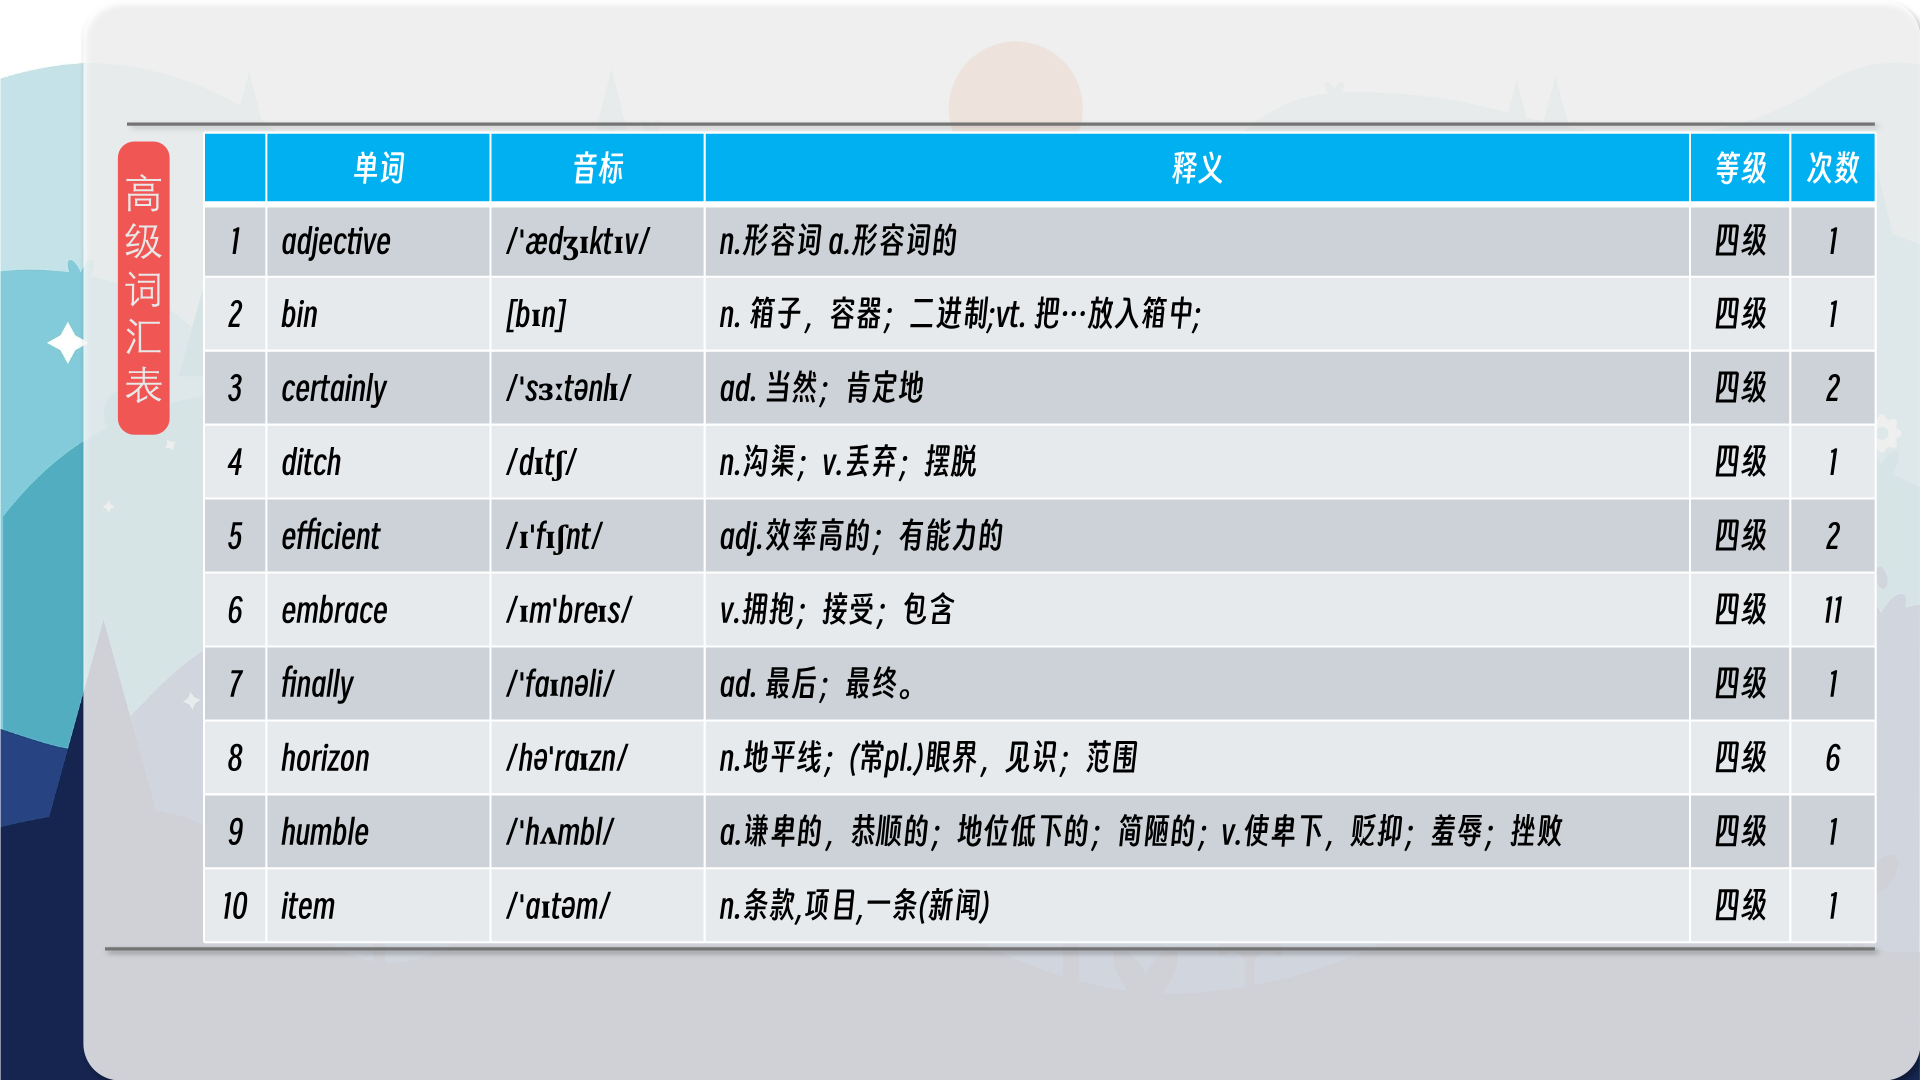 高级词汇表
单词 音标 释义 等级 次数
1 adjective /'ædʒɪktɪv/ n.形容词 a.形容词的 四级 1
2 bin [bɪn] n. 箱子，容器；二进制;vt. 把…放入箱中; 四级 1
3 certainly /'sɜːtənlɪ/ ad. 当然；肯定地 四级 2
4 ditch /dɪtʃ/ n.沟渠；v.丢弃；摆脱 四级 1
5 efficient /ɪ'fɪʃnt/ adj.效率高的；有能力的 四级 2
6 embrace /ɪm'breɪs/ v.拥抱；接受；包含 四级 11
7 finally /'faɪnəli/ ad. 最后；最终。 四级 1
8 horizon /hə'raɪzn/ n.地平线；(常pl.)眼界，见识；范围 四级 6
9 humble /'hʌmbl/ a.谦卑的，恭顺的；地位低下的；简陋的；v.使卑下，贬抑；羞辱；挫败 四级 1
10 item /'aɪtəm/ n.条款,项目,一条(新闻) 四级 1